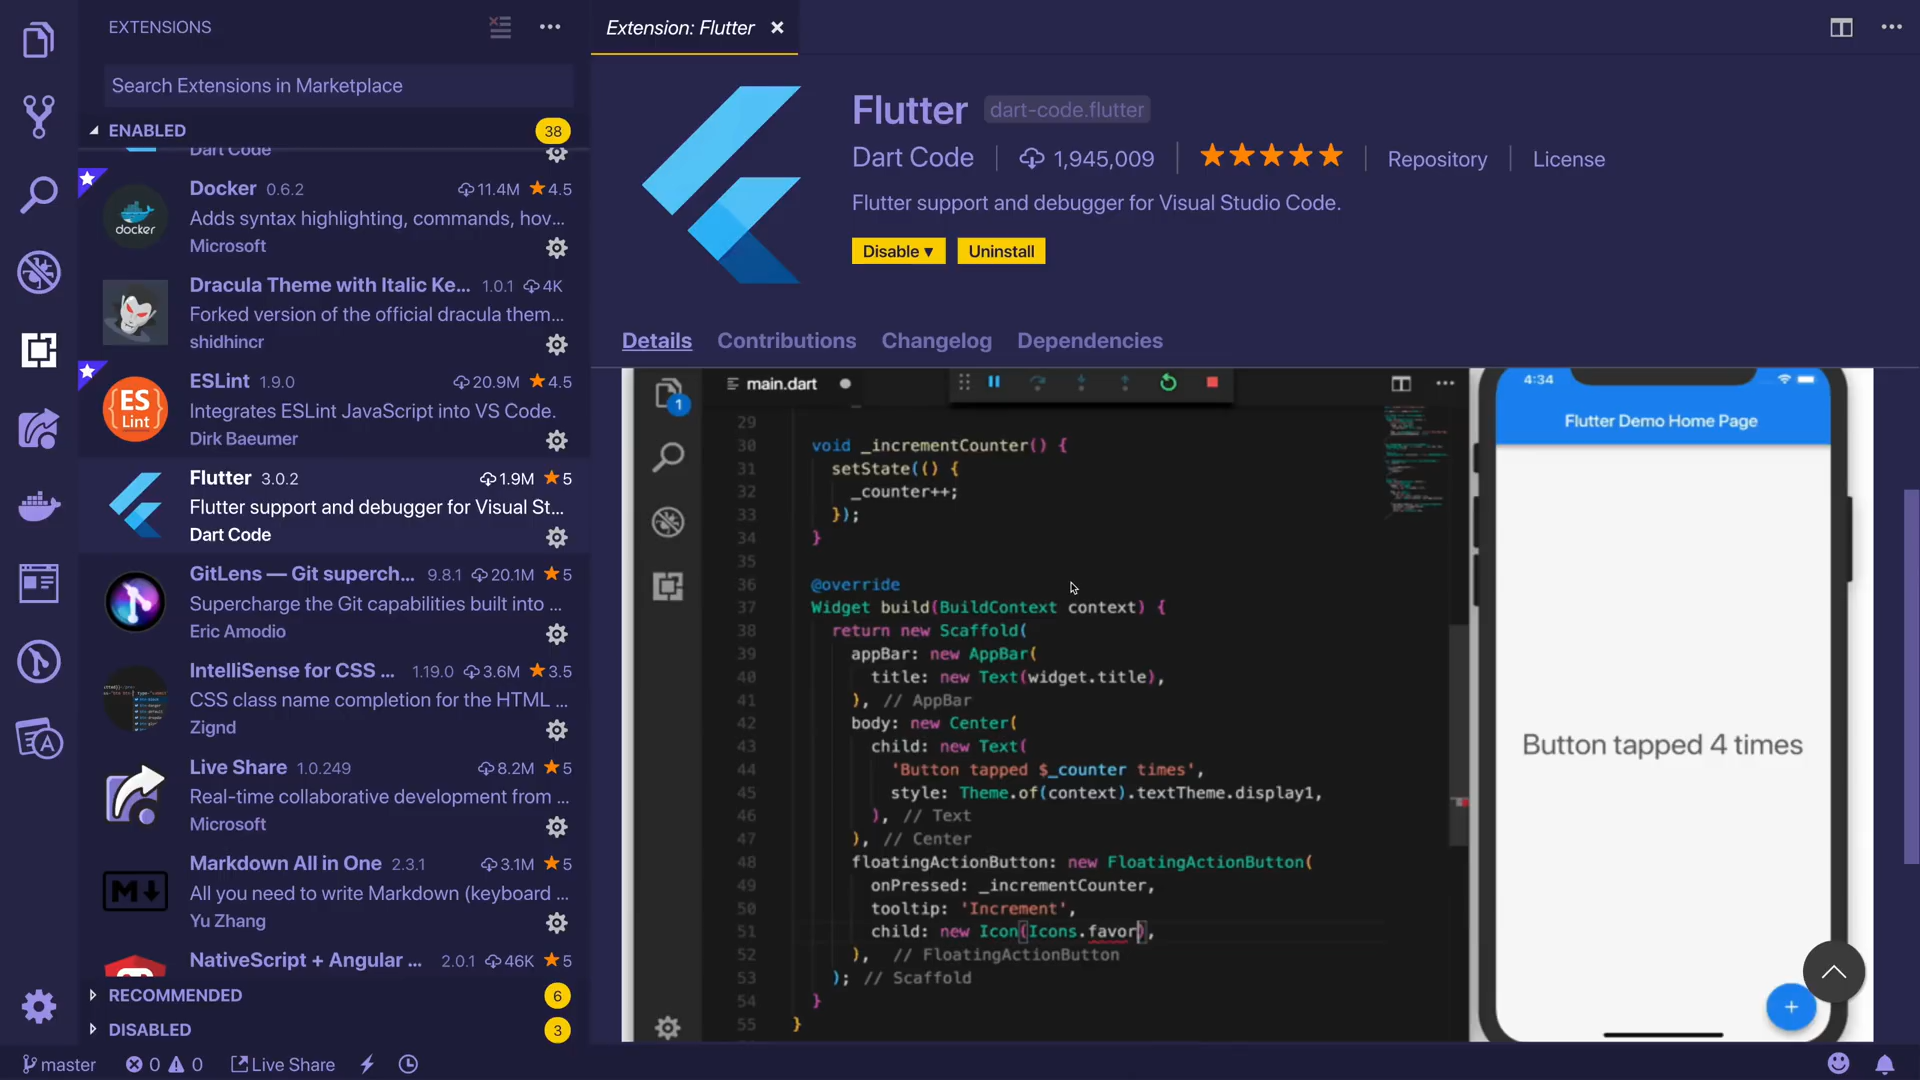 EXTENSIONS
Search Extensions in Marketplace
ENABLED
38
Dart Code
Docker 0.6.2 11.4M 4.5
Adds syntax highlighting, commands, hov...
docker
Microsoft
Dracula Theme with Italic Ke... 1.0.1 4K
Forked version of the official dracula them...
shidhincr
ESLint 1.9.0 20.9M 4.5
{ES}
Lint
Integrates ESLint JavaScript into VS Code.
Dirk Baeumer
Flutter 3.0.2 1.9M 5
Flutter support and debugger for Visual St...
Dart Code
GitLens — Git superch... 9.8.1 20.1M 5
Supercharge the Git capabilities built into ...
Eric Amodio
IntelliSense for CSS ... 1.19.0 3.6M 3.5
CSS class name completion for the HTML ...
Zignd
Live Share 1.0.249 8.2M 5
Real-time collaborative development from ...
Microsoft
Markdown All in One 2.3.1 3.1M 5
M
All you need to write Markdown (keyboard ...
Yu Zhang
NativeScript + Angular ... 2.0.1 46K 5
RECOMMENDED 6
DISABLED 3
master 0 0 Live Share
Extension: Flutter
Flutter dart-code.flutter
Dart Code 1,945,009 ★★★★★ Repository License
Flutter support and debugger for Visual Studio Code.
Disable ▾ Uninstall
Details Contributions Changelog Dependencies
1
main.dart
29
30 void _incrementCounter() {
31 setState(() {
32 _counter++;
33 });
34 }
35
36 @override
37 Widget build(BuildContext context) {
38 return new Scaffold(
39 appBar: new AppBar(
40 title: new Text(widget.title),
41 ), // AppBar
42 body: new Center(
43 child: new Text(
44 'Button tapped $_counter times',
45 style: Theme.of(context).textTheme.display1,
46 ), // Text
47 ), // Center
48 floatingActionButton: new FloatingActionButton(
49 onPressed: _incrementCounter,
50 tooltip: 'Increment',
51 child: new Icon(Icons.favor),
52 ), // FloatingActionButton
53 ); // Scaffold
54 }
55 }
4:34
Flutter Demo Home Page
Button tapped 4 times
+